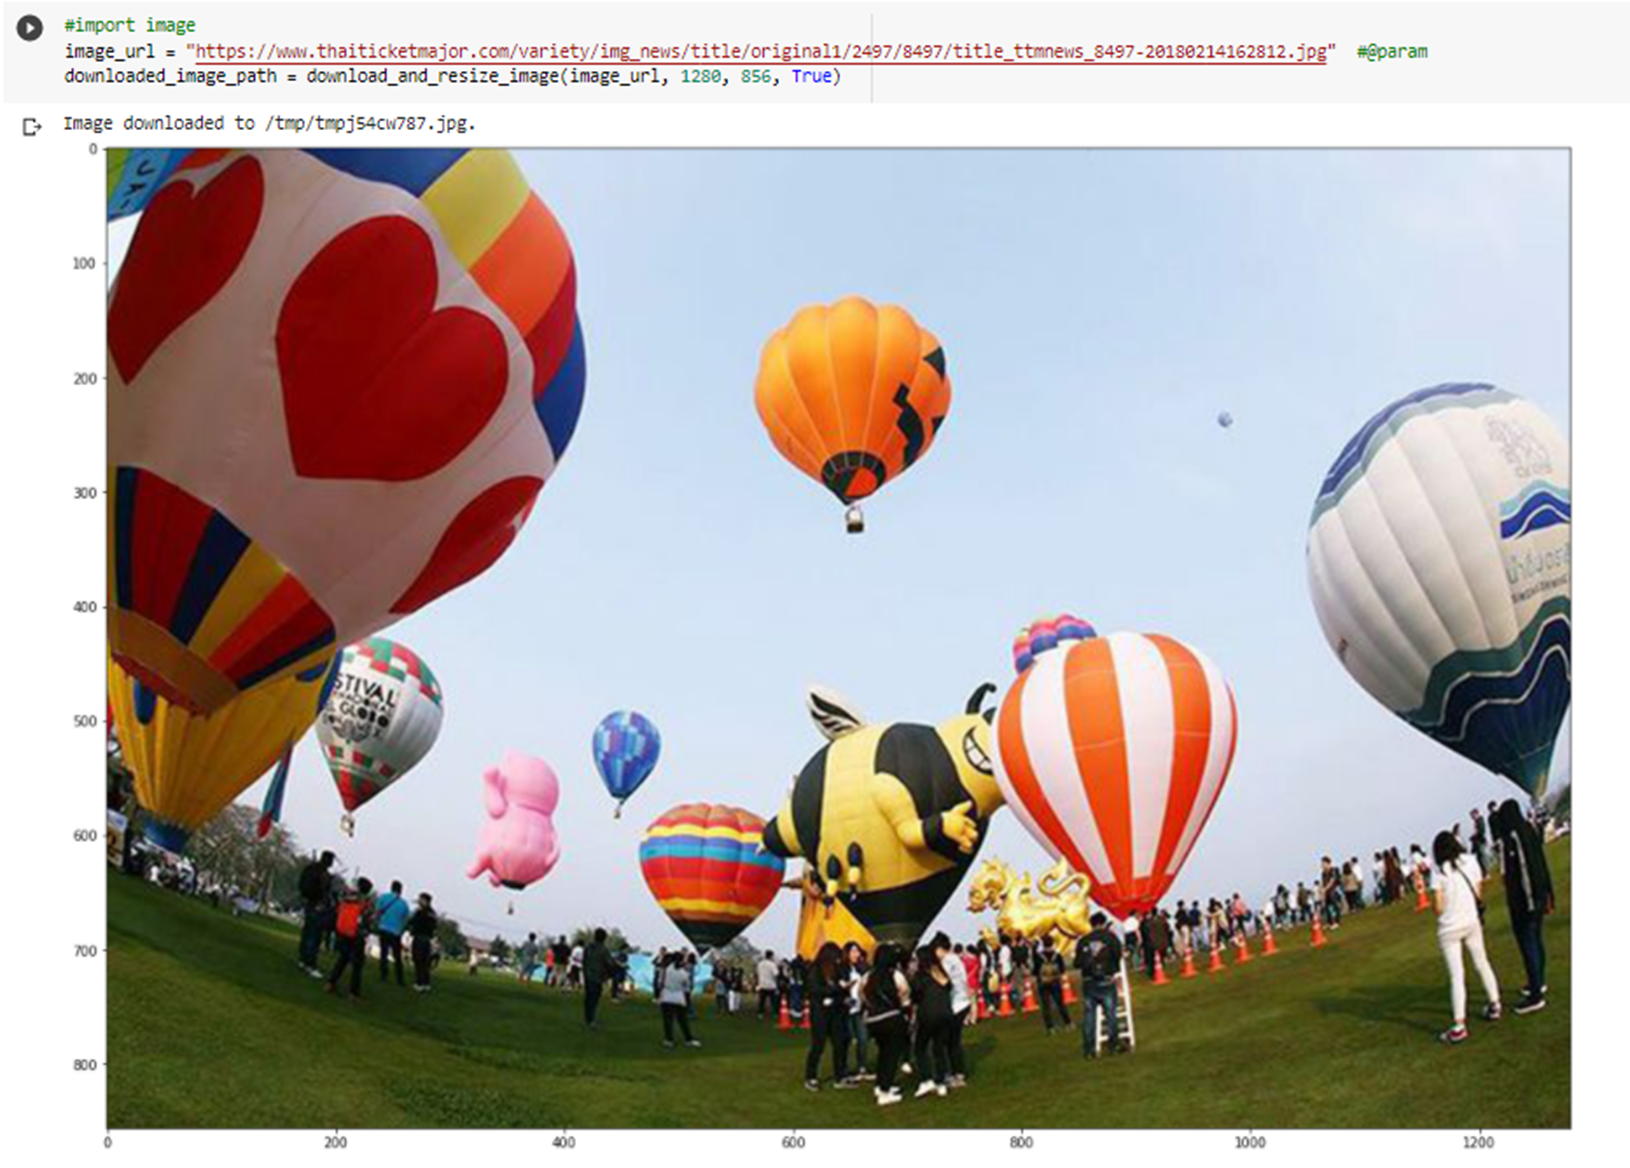 #import image
image_url = "https://www.thaiticketmajor.com/variety/img_news/title/original1/2497/8497/title_ttmnews_8497-20180214162812.jpg" #@param
downloaded_image_path = download_and_resize_image(image_url, 1280, 856, True)
Image downloaded to /tmp/tmpj54cw787.jpg.
0
100
200
300
400
500
600
700
800
STIVAL
GLOBO
0 200 400 600 800 1000 1200